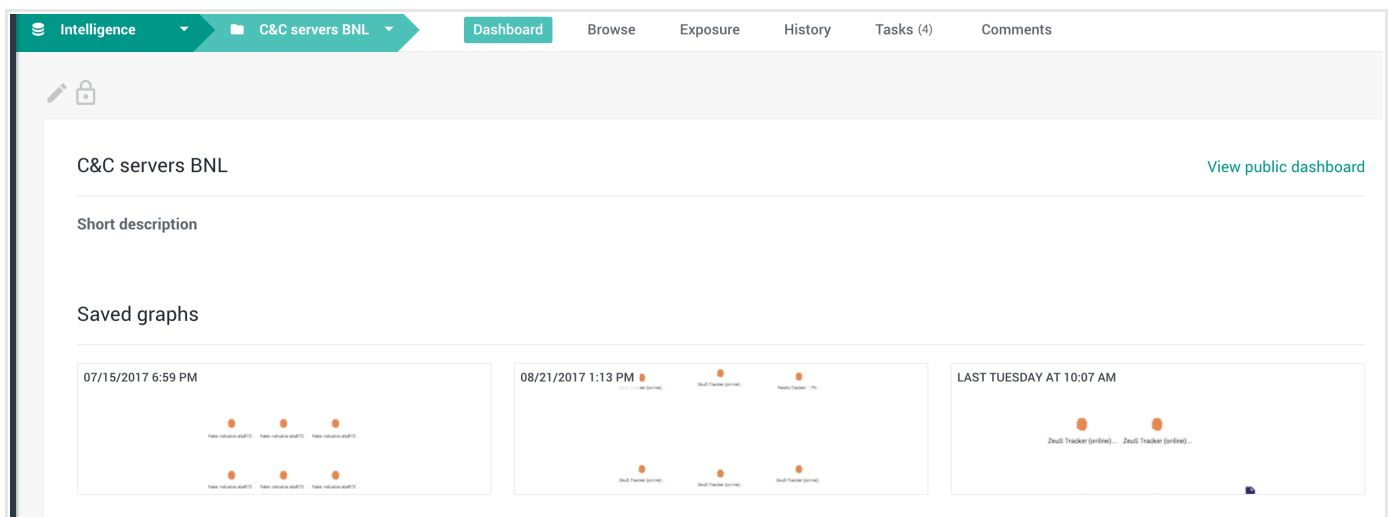 Intelligence C&C servers BNL Dashboard Browse Exposure History Tasks (4) Comments
C&C servers BNL
View public dashboard
Short description
Saved graphs
07/15/2017 6:59 PM
08/21/2017 1:13 PM
LAST TUESDAY AT 10:07 AM
ZeuS Tracker (online)... ZeuS Tracker (online)...